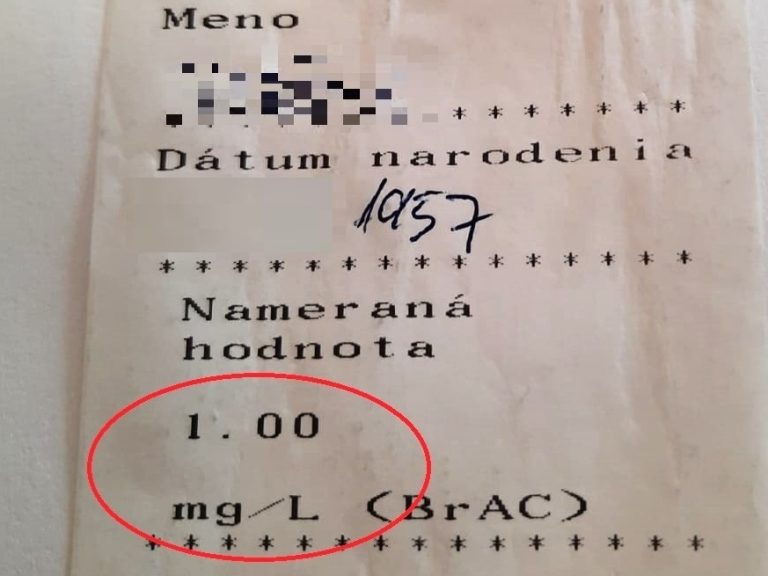 Meno
* * * * * * *
Dátum narodenia
1957
* * * * * * * * * * * * * * *
Nameraná
hodnota
1.00
mg/L (BrAC)
* * * * * * * * * * * * * * * *